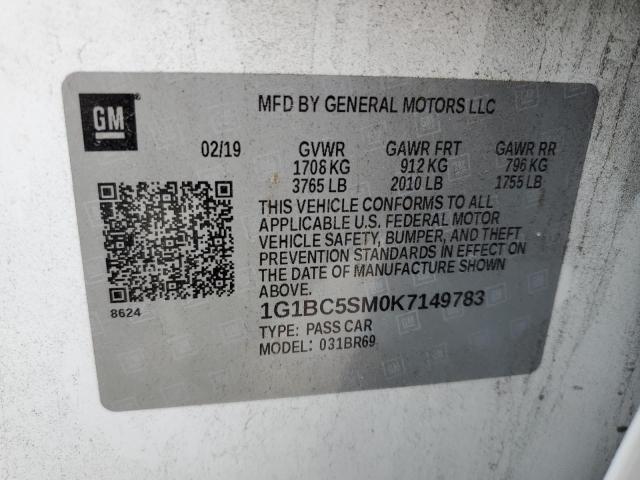 GM
MFD BY GENERAL MOTORS LLC
02/19 GVWR GAWR FRT GAWR RR
1708 KG 912 KG 796 KG
3765 LB 2010 LB 1755 LB
THIS VEHICLE CONFORMS TO ALL
APPLICABLE U.S. FEDERAL MOTOR
VEHICLE SAFETY, BUMPER, AND THEFT
PREVENTION STANDARDS IN EFFECT ON
THE DATE OF MANUFACTURE SHOWN
ABOVE.
8624
1G1BC5SM0K7149783
TYPE: PASS CAR
MODEL: 031BR69